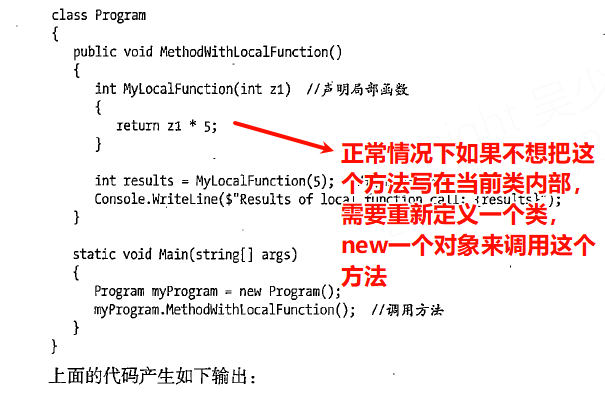 class Program
{
public void MethodWithLocalFunction()
{
int MyLocalFunction(int z1) //声明局部函数
{
return z1 * 5;
}
正常情况下如果不想把这
个方法写在当前类内部，
需要重新定义一个类，
new一个对象来调用这个
方法
int results = MyLocalFunction(5);
Console.WriteLine($"Results of local function call: {results}");
}
static void Main(string[] args)
{
Program myProgram = new Program();
myProgram.MethodWithLocalFunction(); //调用方法
}
}
上面的代码产生如下输出：